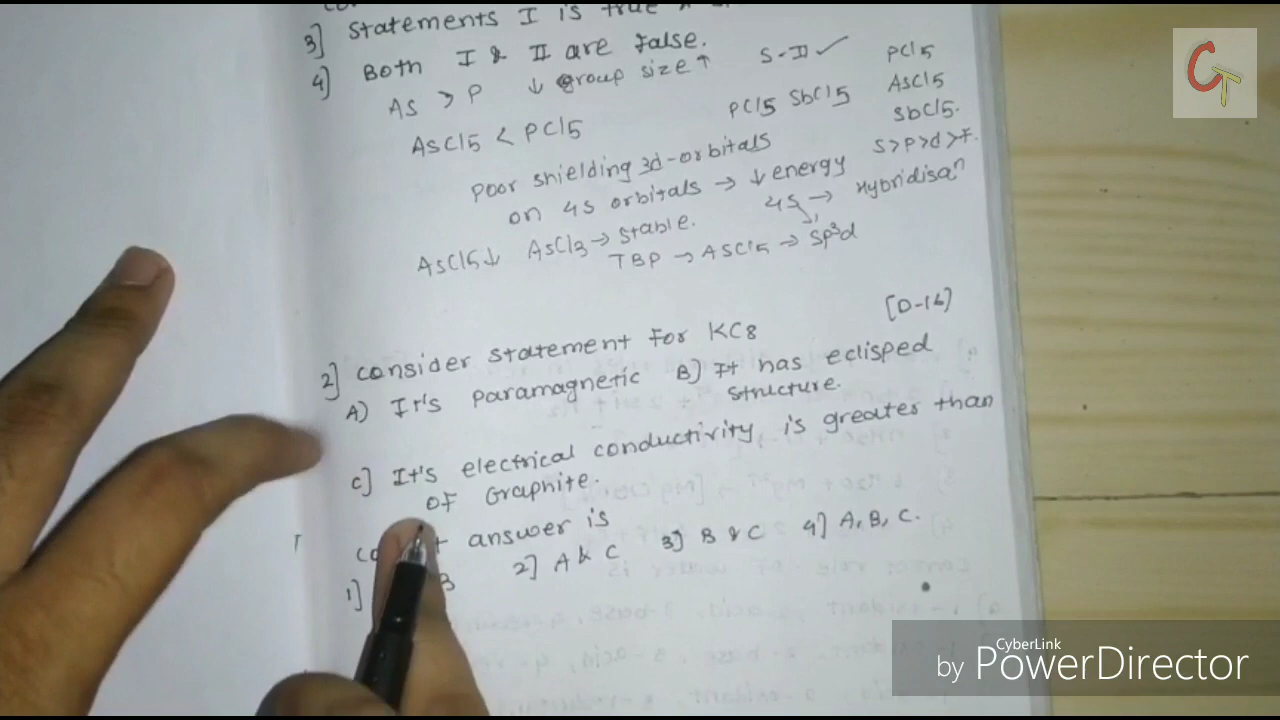 3] Statements I is true
4] Both I & II are False.
As > P ↓ group size ↑ S-II ✓ PCl5
AsCl5 < PCl5 PCl5 SbCl5 AsCl5
SbCl5.
Poor shielding 3d-orbitals S>P>d>f.
on 4s orbitals → ↓ energy 4s → Hybridisaⁿ
AsCl5↓ AsCl3 → stable.
TBP → AsCl5 → Sp³d
[D-16]
2] Consider statement for KC8
A) It's paramagnetic B) It has eclisped
structure.
C] It's electrical conductivity is greater than
of Graphite.
answer is
1] B 2] A & C 3] B & C 4] A, B, C.
CT
CyberLink
by PowerDirector